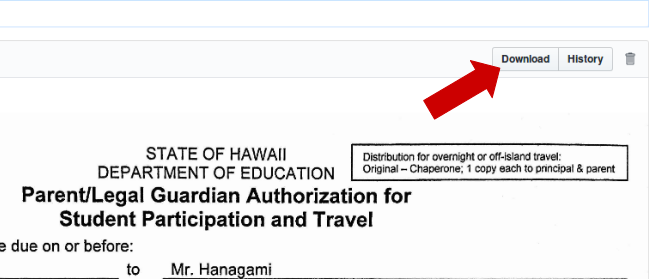 Download History
STATE OF HAWAII
DEPARTMENT OF EDUCATION
Distribution for overnight or off-island travel:
Original – Chaperone; 1 copy each to principal & parent
Parent/Legal Guardian Authorization for
Student Participation and Travel
e due on or before:
to Mr. Hanagami